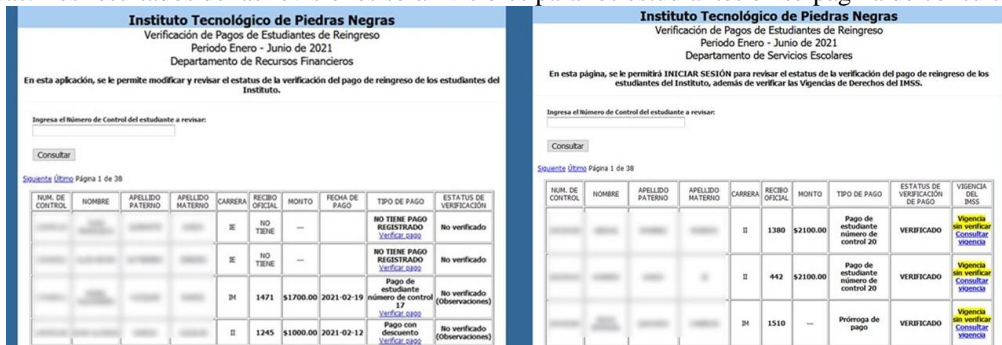 Instituto Tecnológico de Piedras Negras
Verificación de Pagos de Estudiantes de Reingreso
Periodo Enero - Junio de 2021
Departamento de Recursos Financieros
En esta aplicación, se le permite modificar y revisar el estatus de la verificación del pago de reingreso de los estudiantes del
Instituto.
Ingresa el Número de Control del estudiante a revisar:
Consultar
Siguiente Último Página 1 de 38
NUM. DE CONTROL NOMBRE APELLIDO PATERNO APELLIDO MATERNO CARRERA RECIBO OFICIAL MONTO FECHA DE PAGO TIPO DE PAGO ESTATUS DE VERIFICACIÓN
IE NO TIENE --- NO TIENE PAGO REGISTRADO Verificar pago No verificado
IE NO TIENE --- NO TIENE PAGO REGISTRADO Verificar pago No verificado
IM 1471 $1700.00 2021-02-19 Pago de estudiante número de control 17 Verificar pago No verificado (Observaciones)
II 1245 $1000.00 2021-02-12 Pago con descuento Verificar pago No verificado (Observaciones)
Instituto Tecnológico de Piedras Negras
Verificación de Pagos de Estudiantes de Reingreso
Periodo Enero - Junio de 2021
Departamento de Servicios Escolares
En esta página, se le permitirá INICIAR SESIÓN para revisar el estatus de la verificación del pago de reingreso de los
estudiantes del Instituto, además de verificar las Vigencias de Derechos del IMSS.
Ingresa el Número de Control del estudiante a revisar:
Consultar
Siguiente Último Página 1 de 38
NUM. DE CONTROL NOMBRE APELLIDO PATERNO APELLIDO MATERNO CARRERA RECIBO OFICIAL MONTO TIPO DE PAGO ESTATUS DE VERIFICACIÓN DE PAGO VIGENCIA DEL IMSS
II 1380 $2100.00 Pago de estudiante número de control 20 VERIFICADO Vigencia sin verificar Consultar vigencia
II 442 $2100.00 Pago de estudiante número de control 20 VERIFICADO Vigencia sin verificar Consultar vigencia
IM 1510 --- Prórroga de pago VERIFICADO Vigencia sin verificar Consultar vigencia